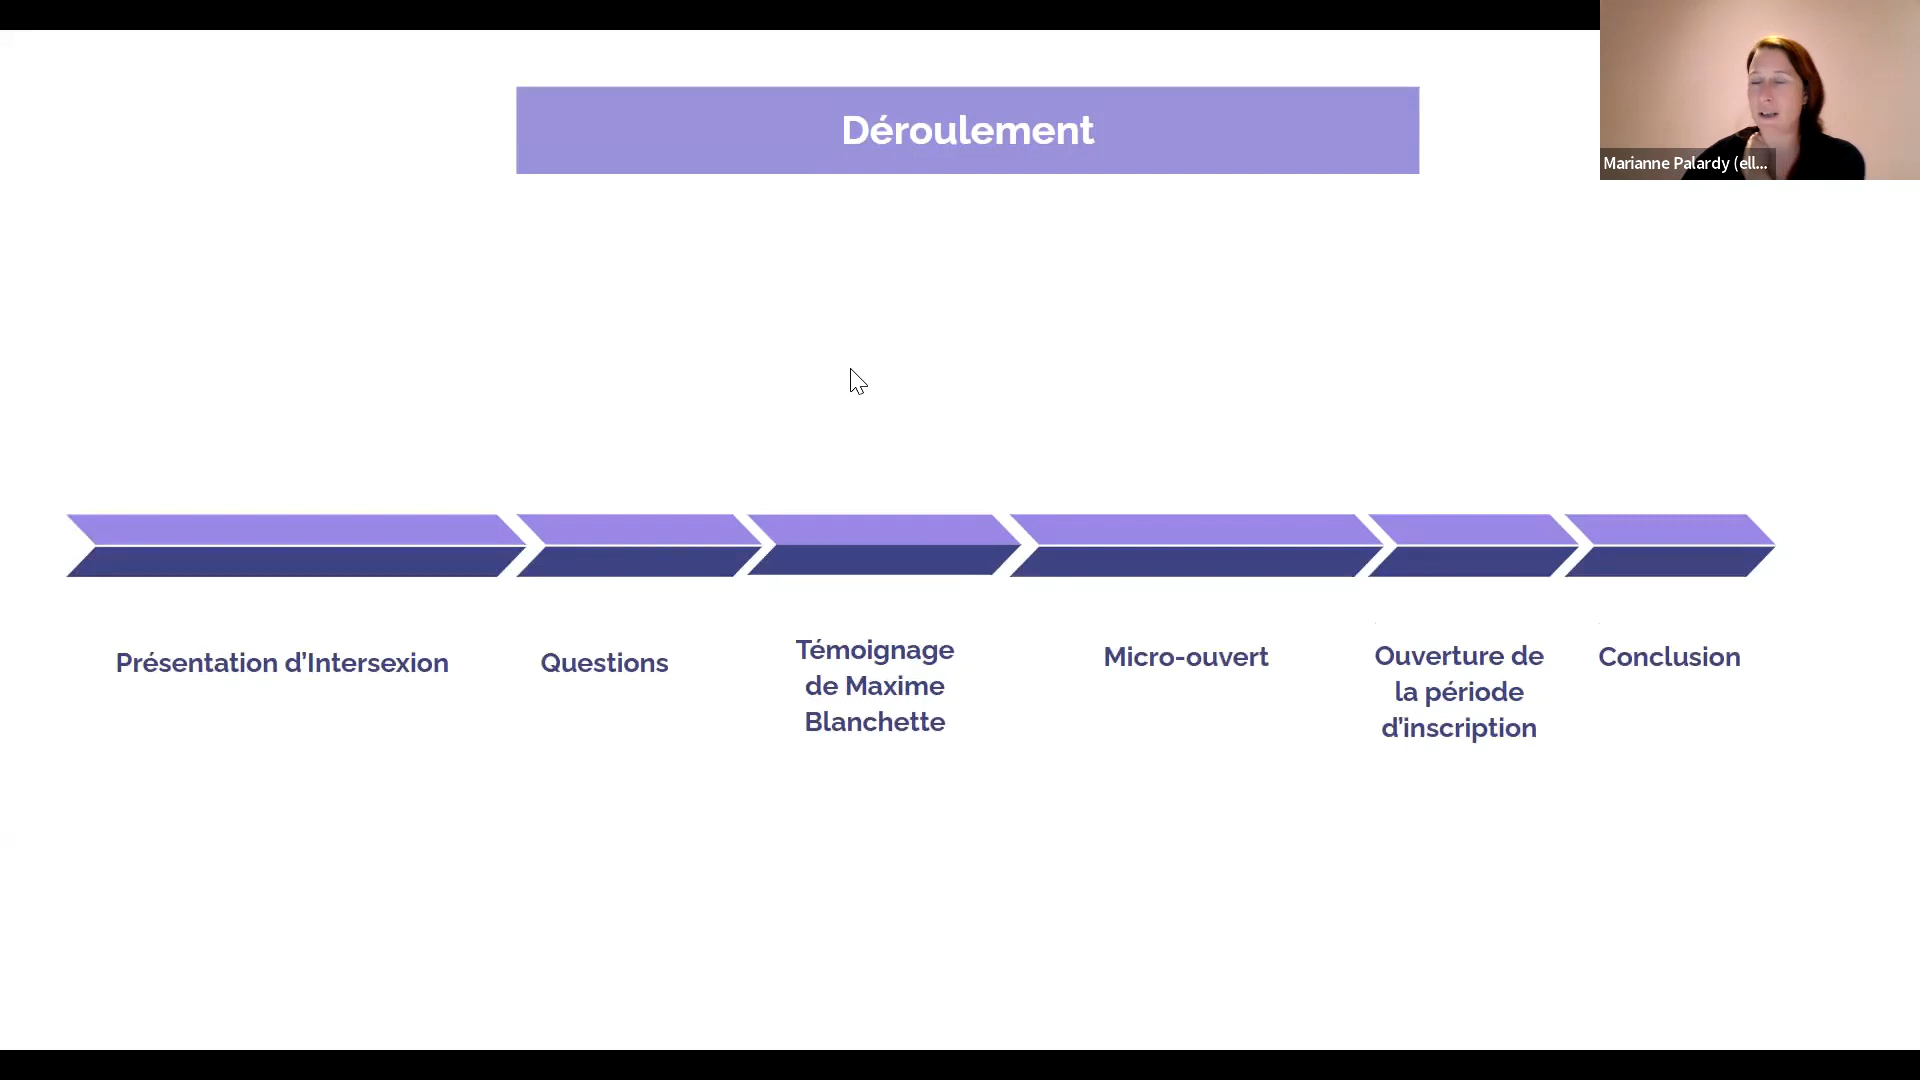 Déroulement
Marianne Palardy (ell...
Présentation d’Intersexion
Questions
Témoignage
de Maxime
Blanchette
Micro-ouvert
Ouverture de
la période
d’inscription
Conclusion